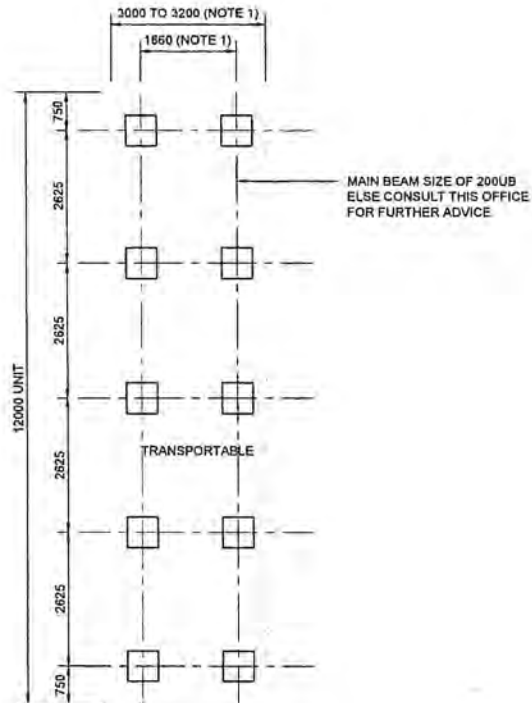 3000 TO 3200 (NOTE 1)
1660 (NOTE 1)
750
2625
MAIN BEAM SIZE OF 200UB
ELSE CONSULT THIS OFFICE
FOR FURTHER ADVICE
2625
12000 UNIT
2625
TRANSPORTABLE
2625
750